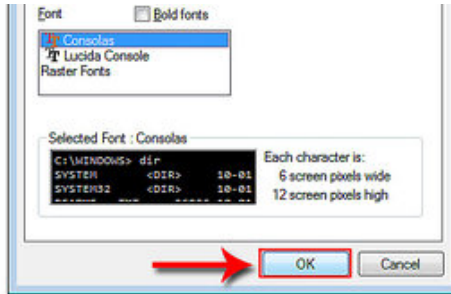 Font
Bold fonts
Consolas
Lucida Console
Raster Fonts
Selected Font : Consolas
C:\WINDOWS> dir
SYSTEM <DIR> 10-01
SYSTEM32 <DIR> 10-01
Each character is:
6 screen pixels wide
12 screen pixels high
OK
Cancel